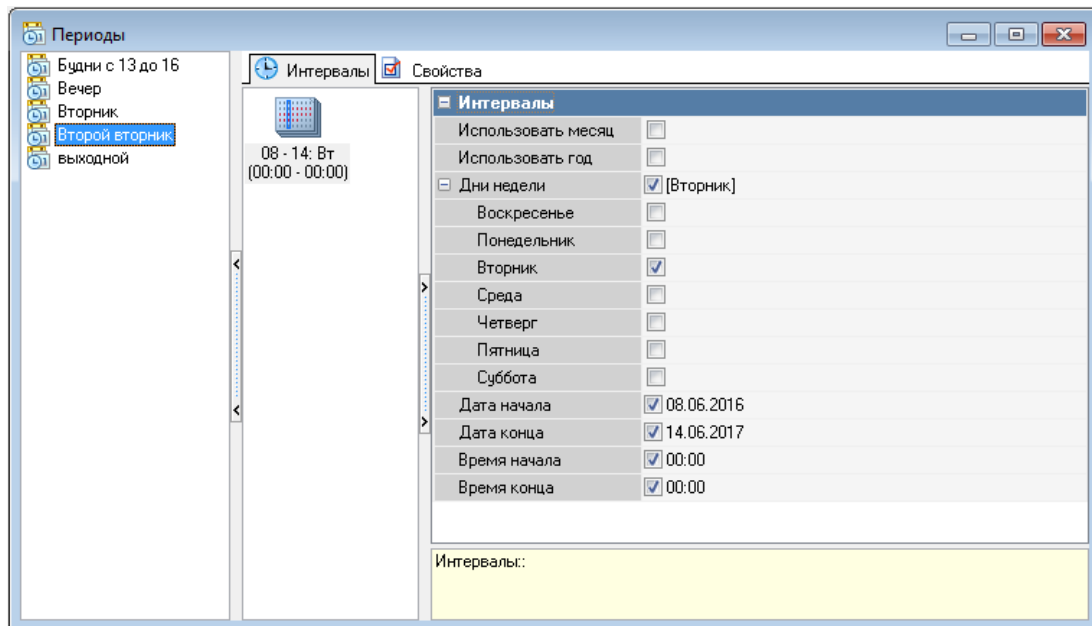 Периоды
Будни с 13 до 16
Вечер
Вторник
Второй вторник
выходной
Интервалы
Свойства
08 - 14: Вт
(00:00 - 00:00)
Интервалы
Использовать месяц
Использовать год
Дни недели [Вторник]
Воскресенье
Понедельник
Вторник
Среда
Четверг
Пятница
Суббота
Дата начала 08.06.2016
Дата конца 14.06.2017
Время начала 00:00
Время конца 00:00
Интервалы::